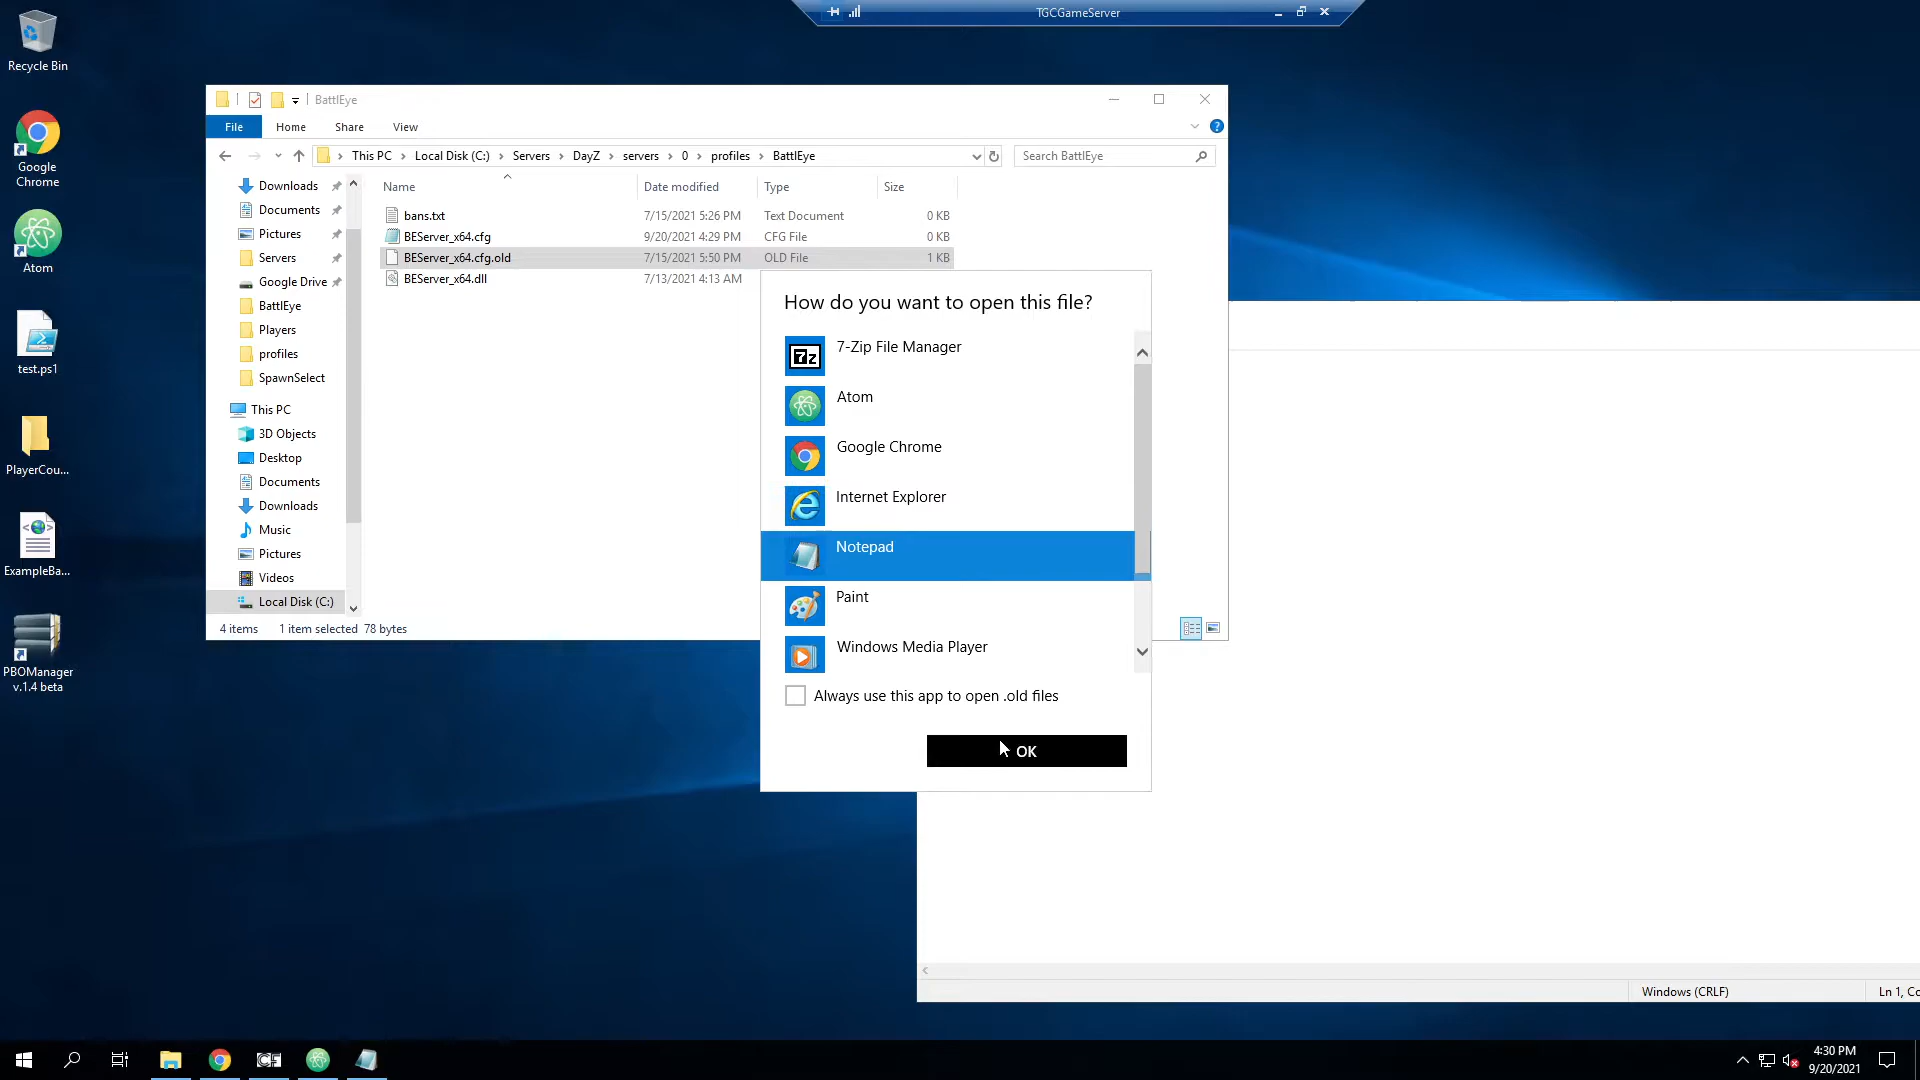 TGCGameServer
Recycle Bin
Google
Chrome
Atom
test.ps1
PlayerCou...
ExampleBa...
PBOManager
v.1.4 beta
BattlEye
File Home Share View
This PC > Local Disk (C:) > Servers > DayZ > servers > 0 > profiles > BattlEye
Search BattlEye
Name Date modified Type Size
bans.txt 7/15/2021 5:26 PM Text Document 0 KB
BEServer_x64.cfg 9/20/2021 4:29 PM CFG File 0 KB
BEServer_x64.cfg.old 7/15/2021 5:50 PM OLD File 1 KB
BEServer_x64.dll 7/13/2021 4:13 AM
Downloads
Documents
Pictures
Servers
Google Drive
BattlEye
Players
profiles
SpawnSelect
This PC
3D Objects
Desktop
Documents
Downloads
Music
Pictures
Videos
Local Disk (C:)
4 items 1 item selected 78 bytes
How do you want to open this file?
7-Zip File Manager
Atom
Google Chrome
Internet Explorer
Notepad
Paint
Windows Media Player
Always use this app to open .old files
OK
Windows (CRLF) Ln 1, Co
4:30 PM
9/20/2021